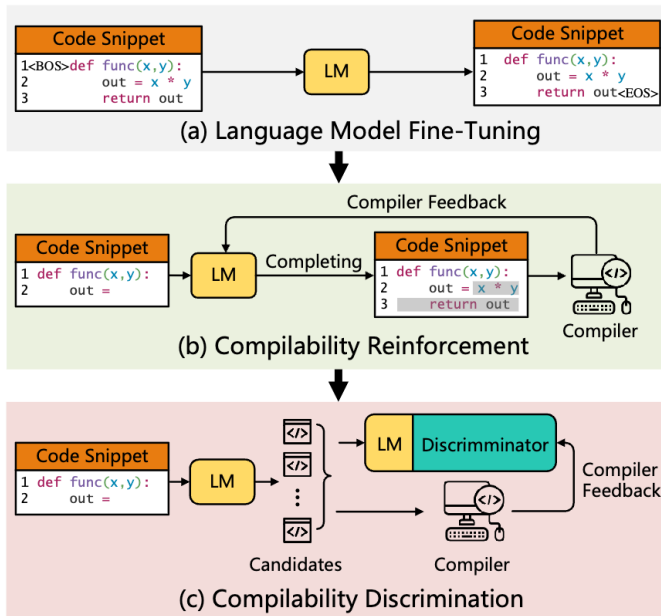 Code Snippet
1<BOS>def func(x,y):
2 out = x * y
3 return out
LM
Code Snippet
1 def func(x,y):
2 out = x * y
3 return out<EOS>
(a) Language Model Fine-Tuning
Compiler Feedback
Code Snippet
1 def func(x,y):
2 out =
LM
Completing
Code Snippet
1 def func(x,y):
2 out = x * y
3 return out
</>
Compiler
(b) Compilability Reinforcement
Code Snippet
1 def func(x,y):
2 out =
LM
</>
</>
⋮
</>
Candidates
LM
Discrimminator
</>
Compiler
Compiler
Feedback
(c) Compilability Discrimination